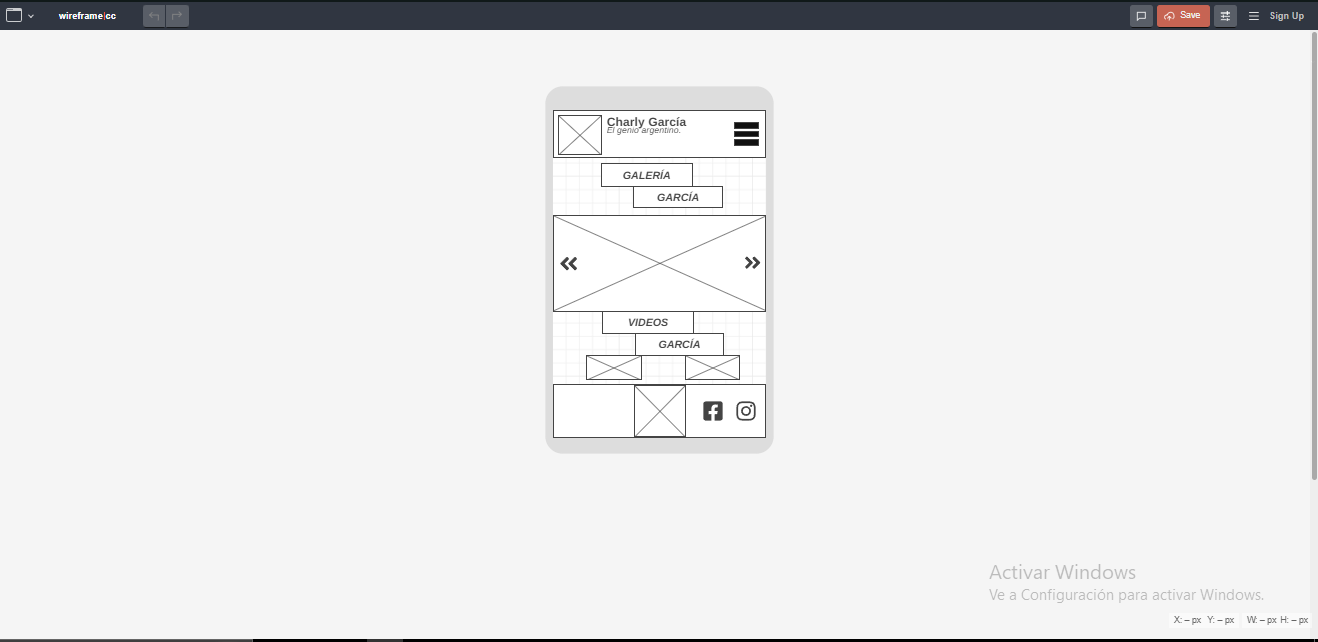 wireframe|cc
Save
Sign Up
Charly García
El genio argentino.
GALERÍA
GARCÍA
VIDEOS
GARCÍA
Activar Windows
Ve a Configuración para activar Windows.
X: – px Y: – px W: – px H: – px